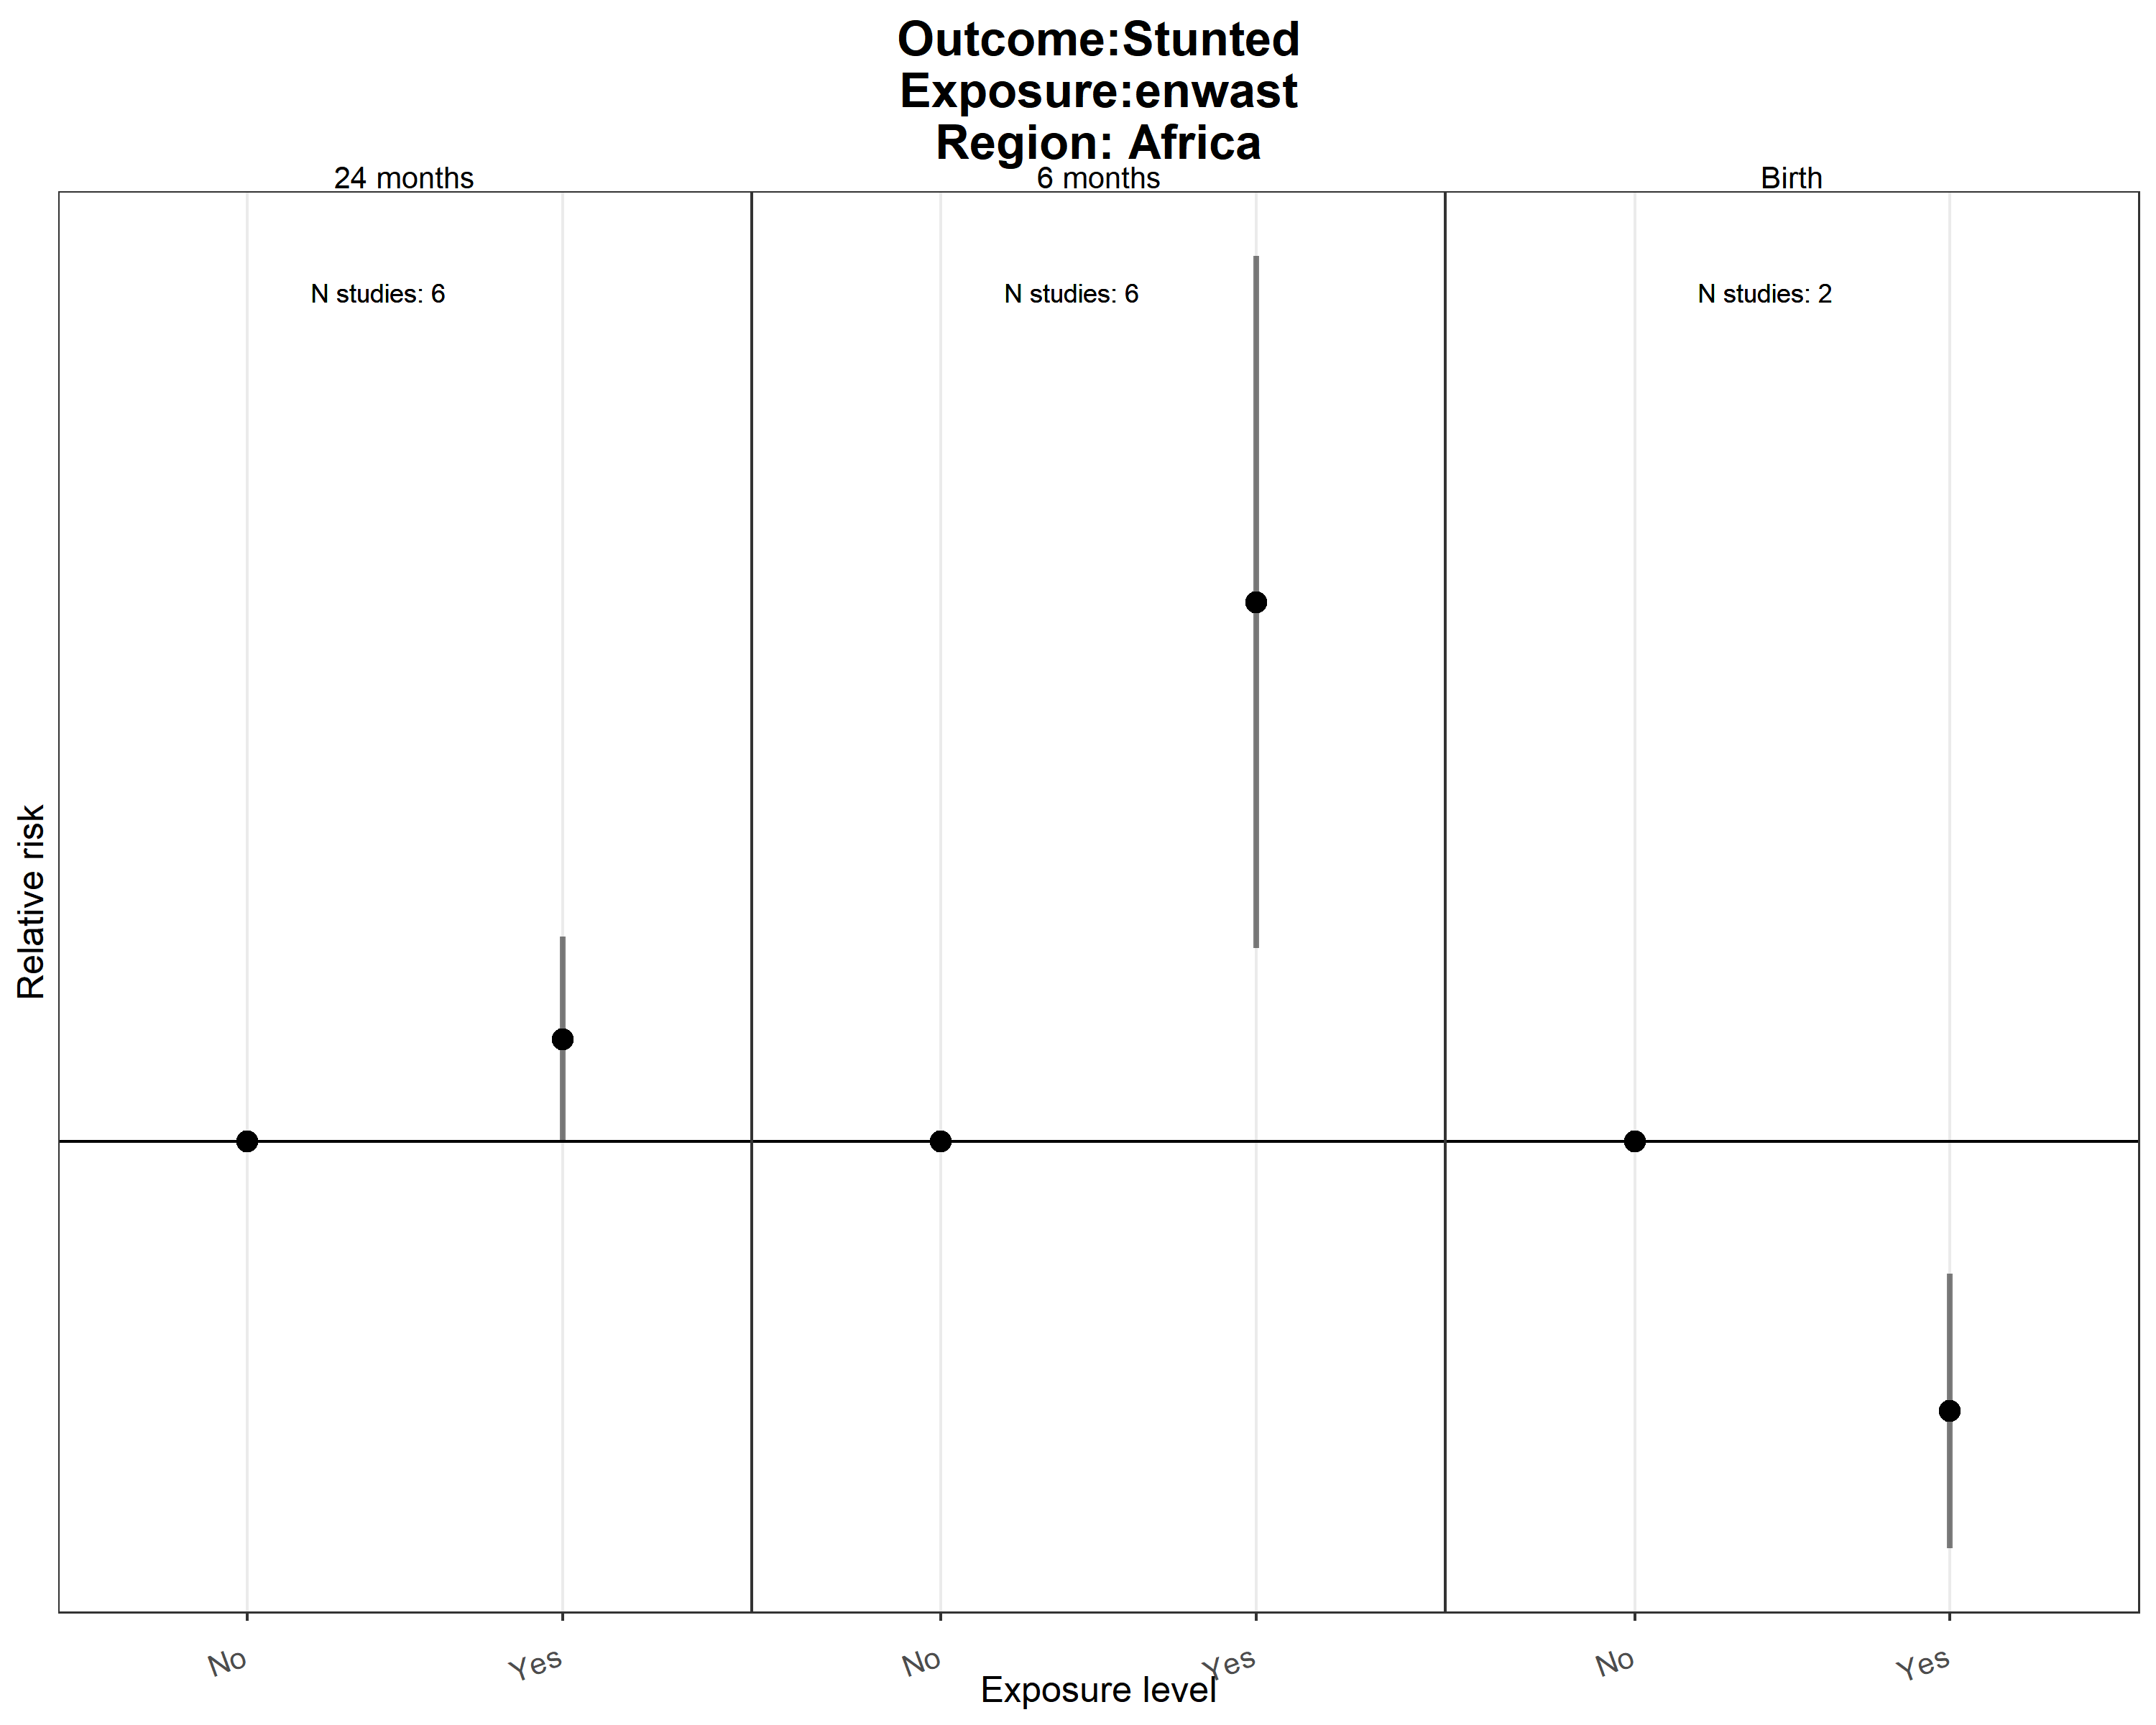 Outcome:Stunted
Exposure:enwast
Region: Africa
24 months
6 months
Birth
N studies: 6
N studies: 6
N studies: 2
Relative risk
No
Yes
No
Yes
No
Yes
Exposure level